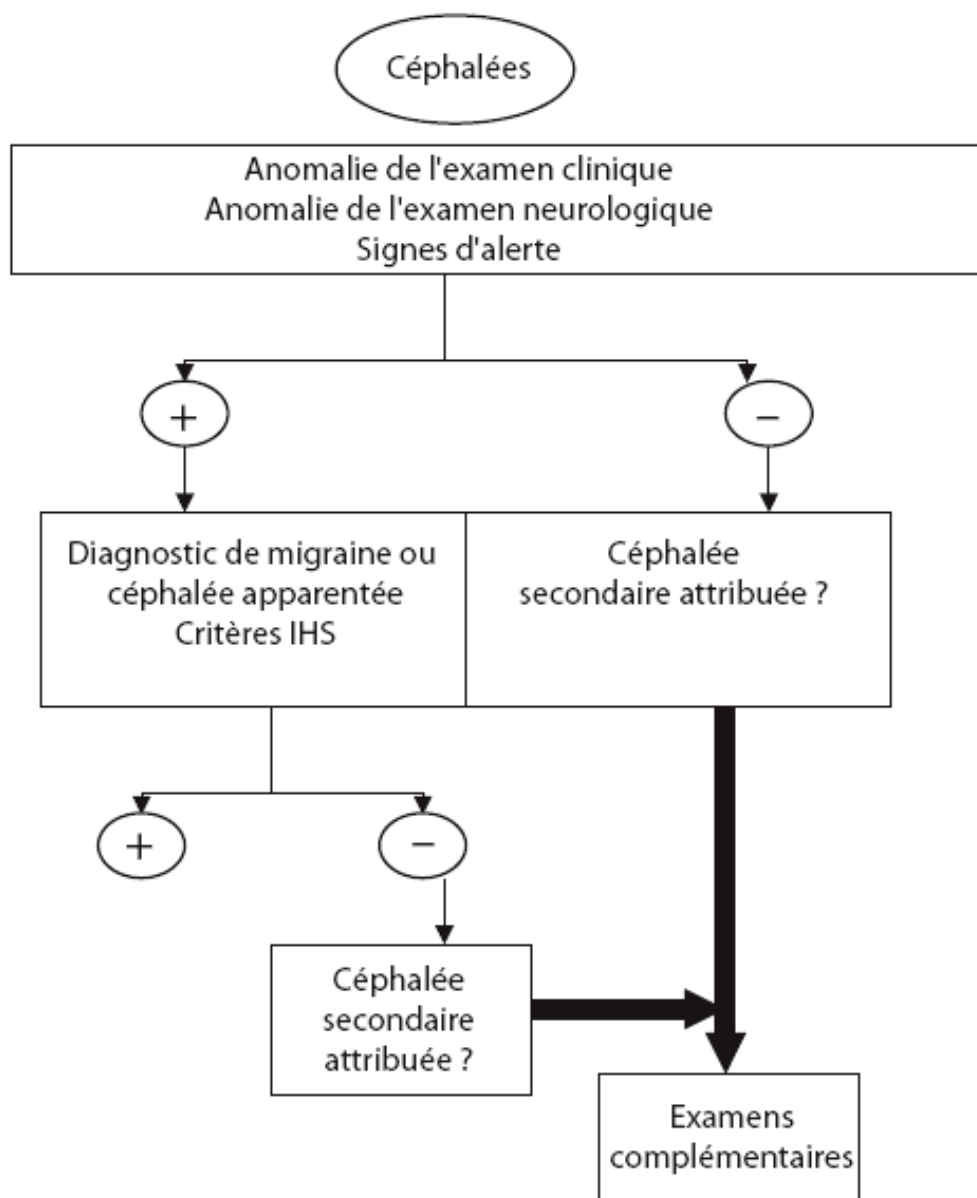 Céphalées
Anomalie de l'examen clinique
Anomalie de l'examen neurologique
Signes d'alerte
+
−
Diagnostic de migraine ou
céphalée apparentée
Critères IHS
Céphalée
secondaire attribuée ?
+
−
Céphalée
secondaire
attribuée ?
Examens
complémentaires